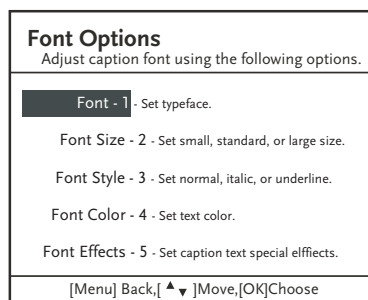 Font Options
Adjust caption font using the following options.
Font - 1 - Set typeface.
Font Size - 2 - Set small, standard, or large size.
Font Style - 3 - Set normal, italic, or underline.
Font Color - 4 - Set text color.
Font Effects - 5 - Set caption text special elffiects.
[Menu] Back,[ ▲▼ ]Move,[OK]Choose